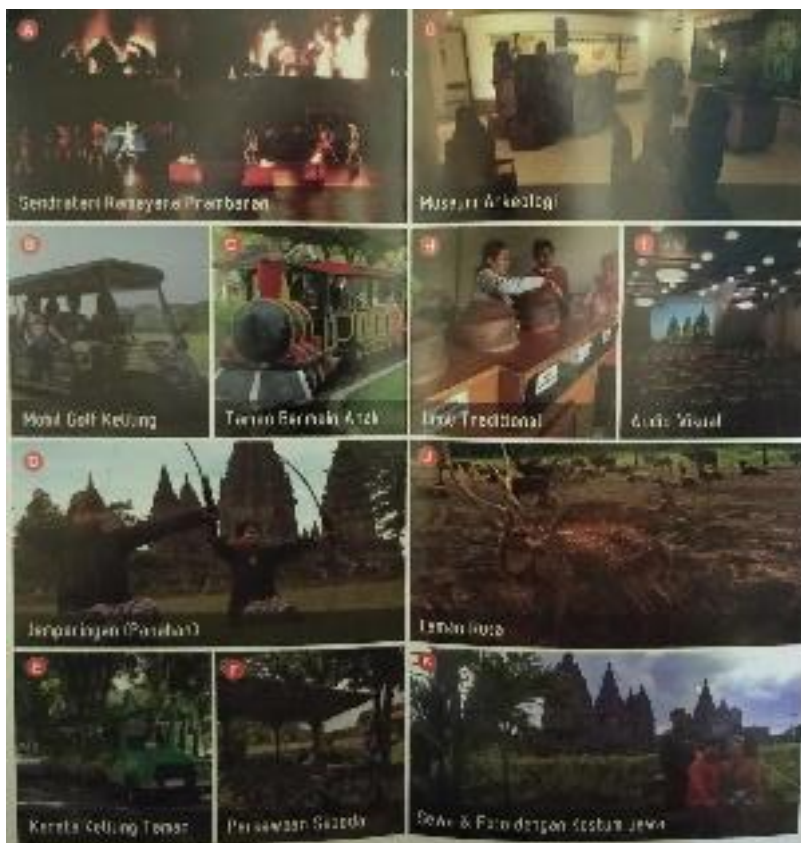 A
Sendratari Ramayana Prambanan
B
Mobil Golf Keliling
C
Taman Bermain Anak
D
Jemparingan (Panahan)
E
Kereta Keliling Taman
F
Persewaan Sepeda
G
Museum Arkeologi
H
Traditional
I
Audio Visual
J
Taman Rusa
K
Sewa & Foto dengan Kostum Jawa